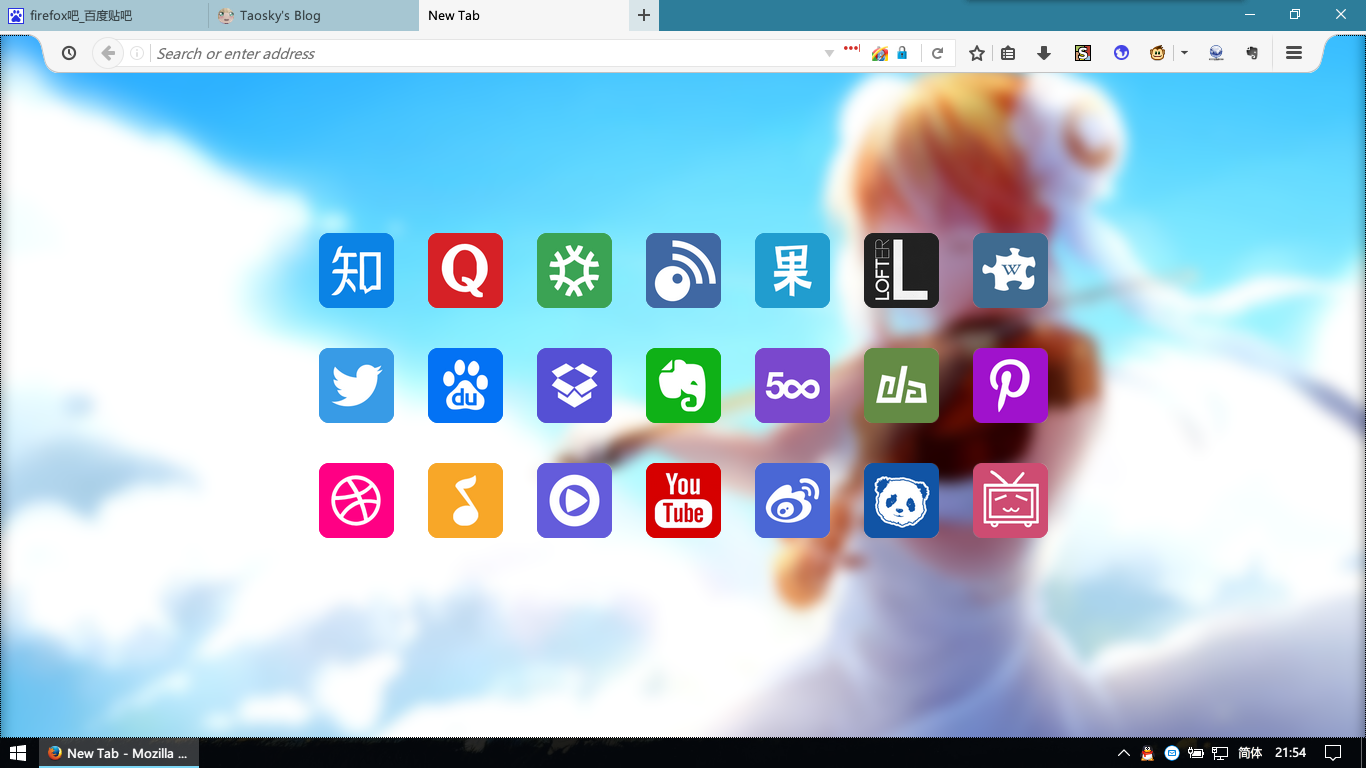 firefox吧_百度贴吧
Taosky's Blog
New Tab
Search or enter address
知
Q
果
LOFTER
L
W
du
500
da
You
Tube
New Tab - Mozilla ...
简体
21:54